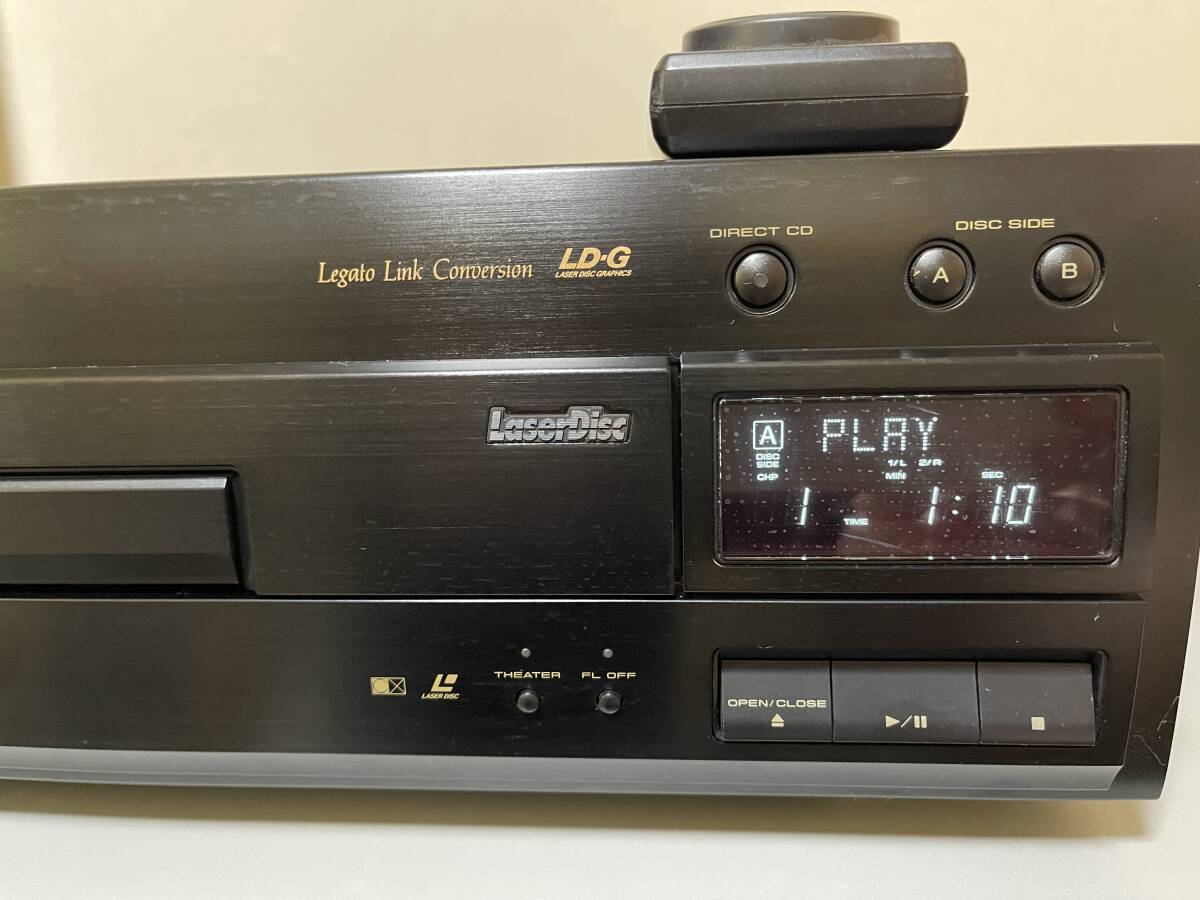 DIRECT CD
DISC SIDE
Legato Link Conversion
LD-G
LASER DISC GRAPHICS
A
B
LaserDisc
A PLAY
DISC SIDE
1/L 2/R
CHP MIN SEC
1 TIME 1:10
CX
LASER DISC
THEATER
FL OFF
OPEN/CLOSE